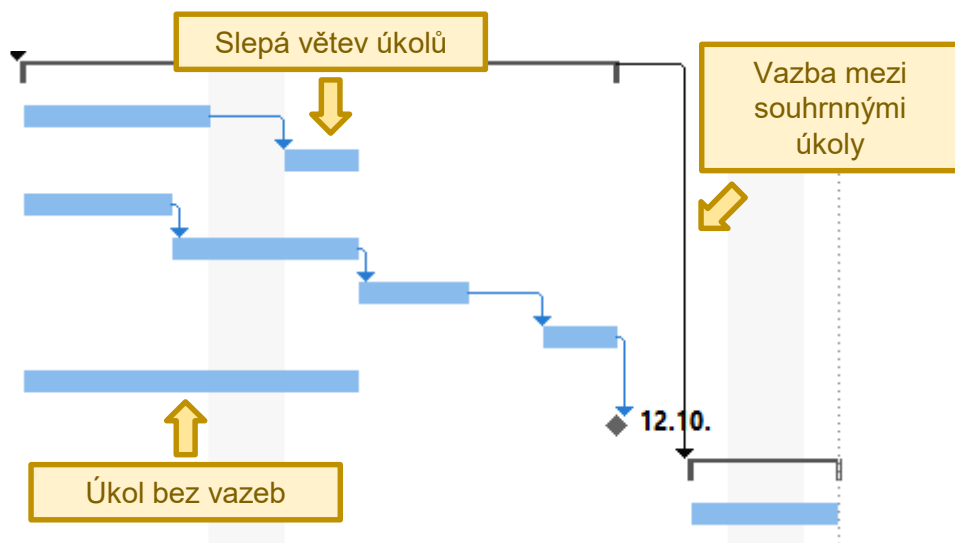 Slepá větev úkolů
Vazba mezi
souhrnnými
úkoly
12.10.
Úkol bez vazeb